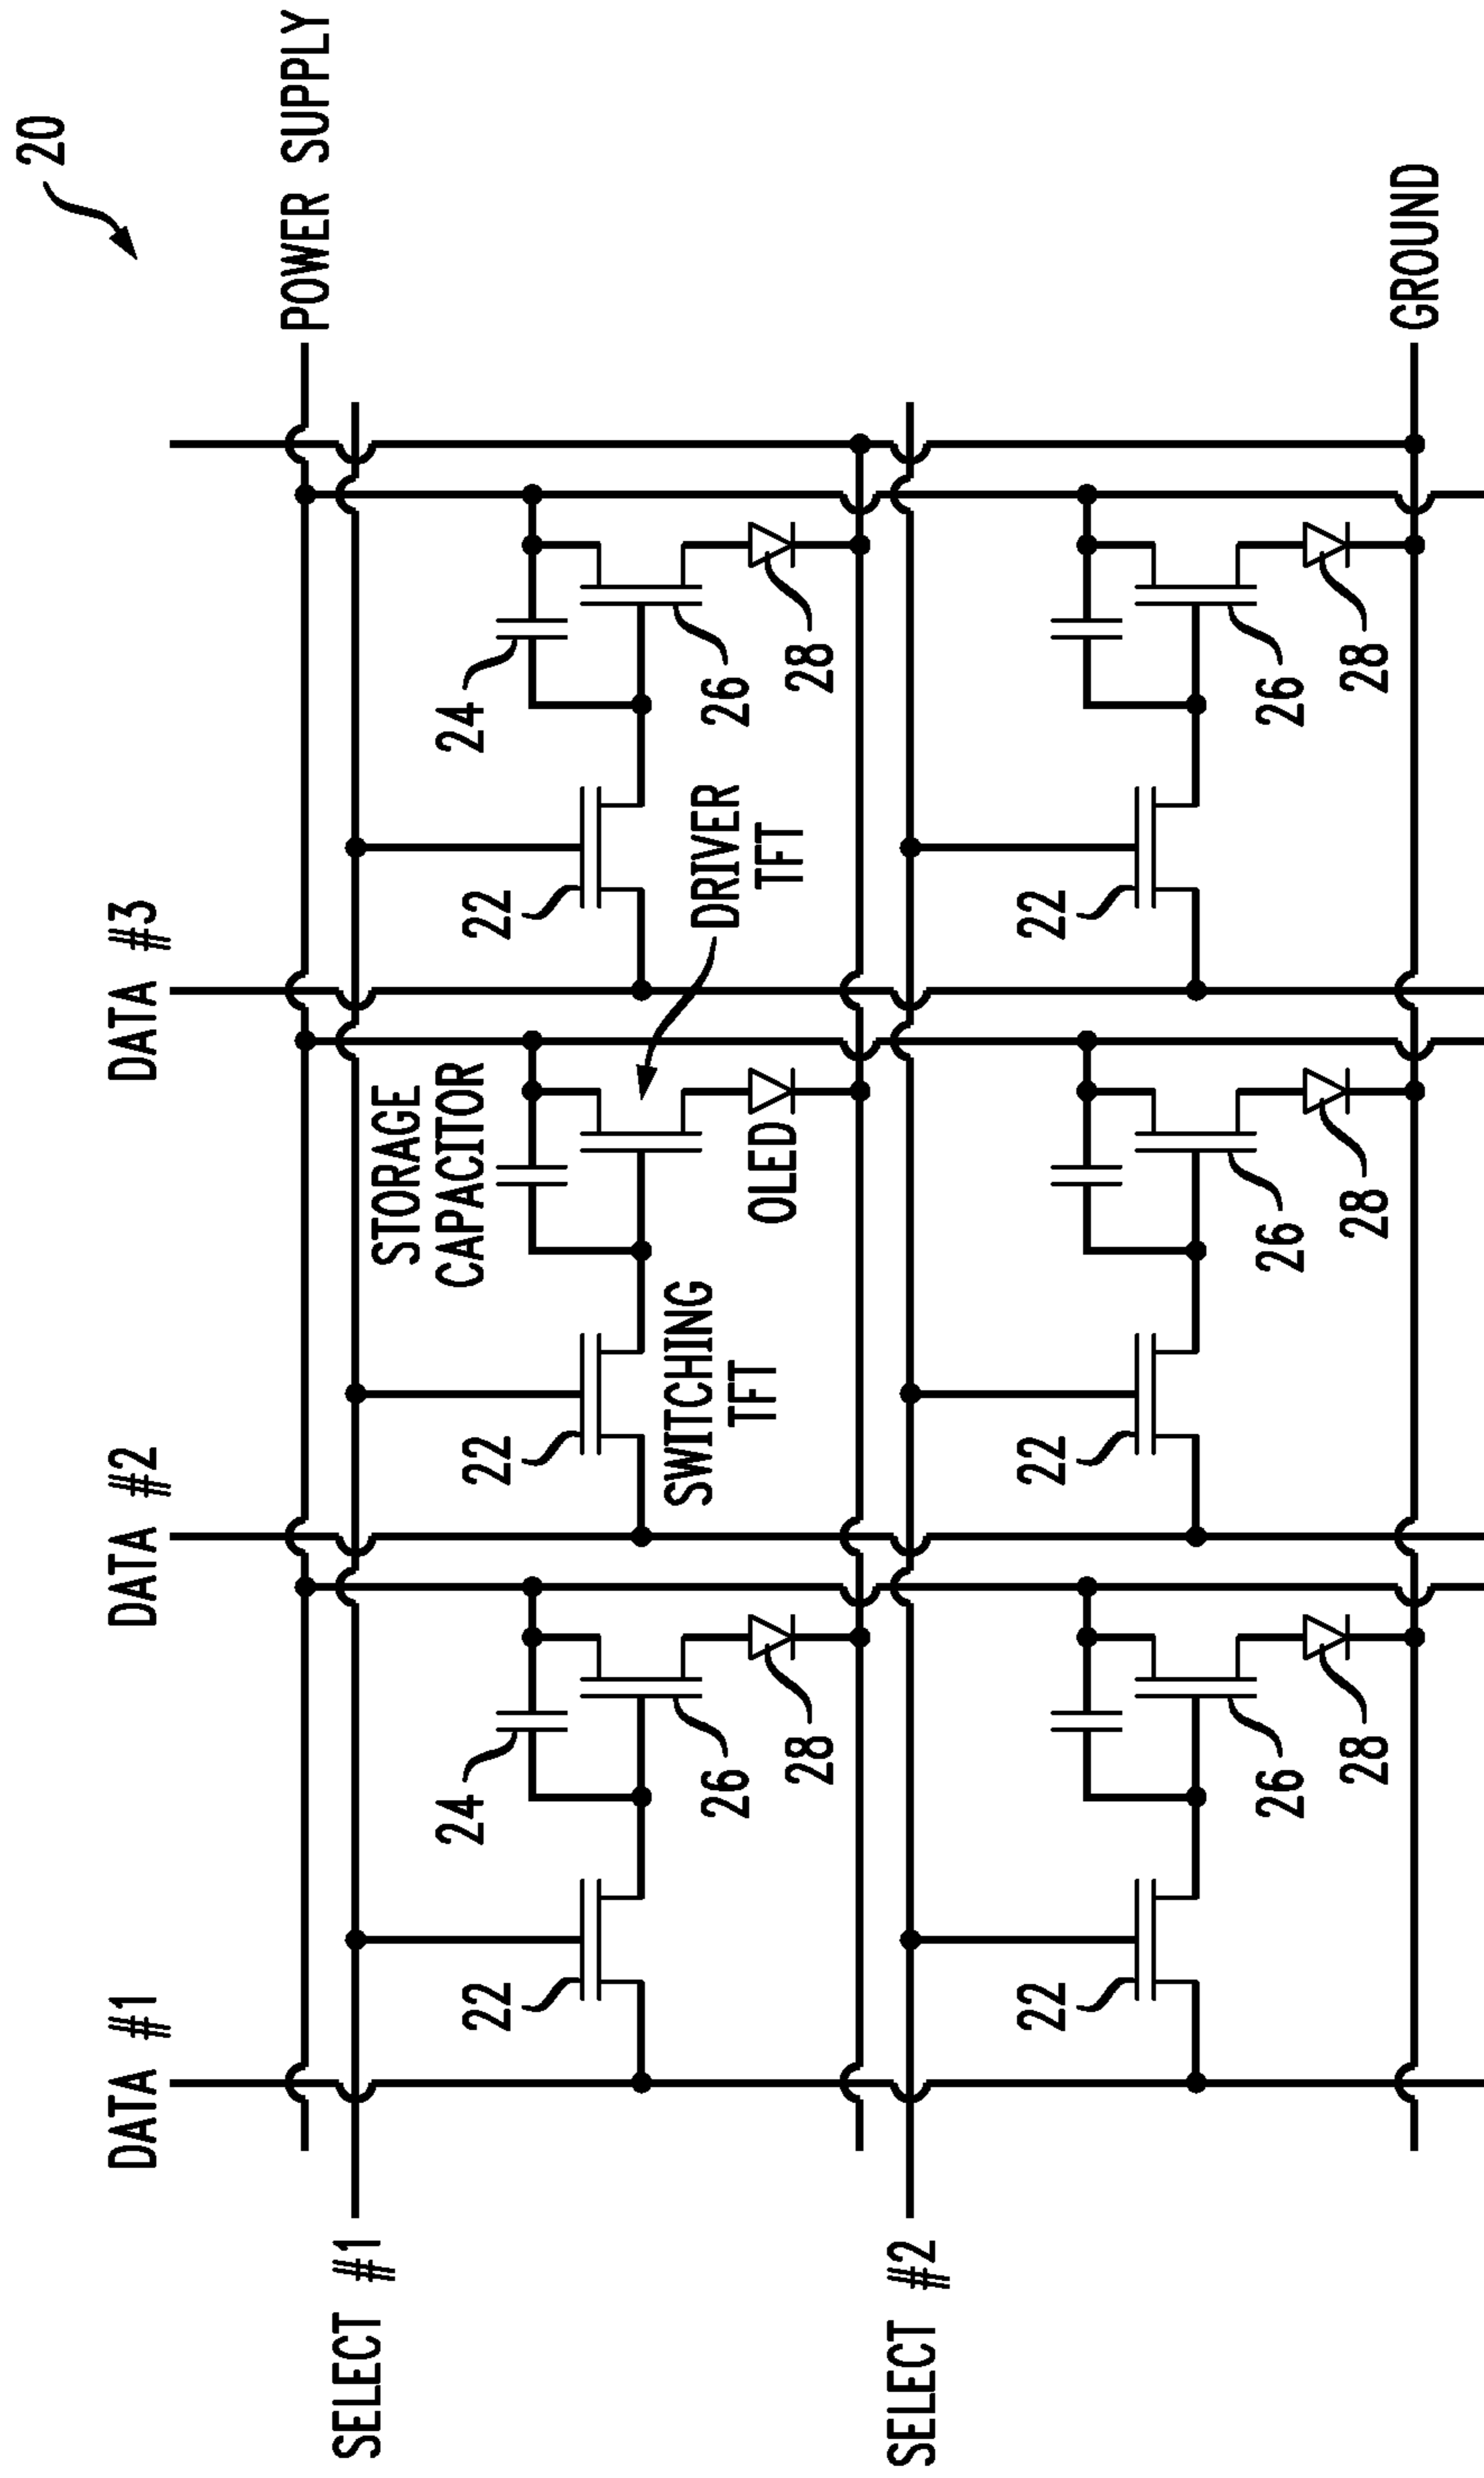 20
DATA #1
DATA #2
DATA #3
POWER SUPPLY
SELECT #1
STORAGE
CAPACITOR
24
24
22
22
22
SWITCHING
TFT
DRIVER
TFT
26
26
OLED
28
28
SELECT #2
22
22
22
26
26
26
28
28
28
GROUND